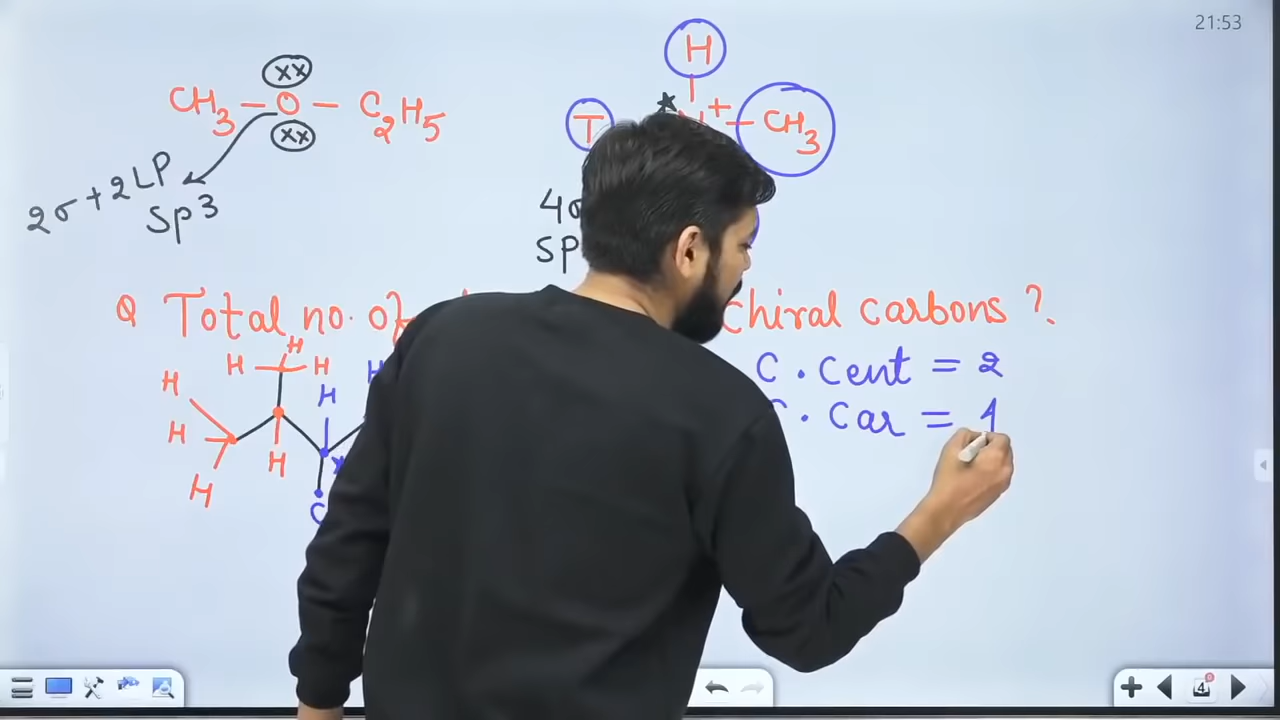 21:53
CH3 - O - C2H5
xx
xx
2σ + 2LP
sp3
H
T
+
CH3
4σ
SP
Q Total no. of
Chiral carbons ?
H
H H
H
H
H
H
H
H
C . Cent = 2
C . Car = 1
4